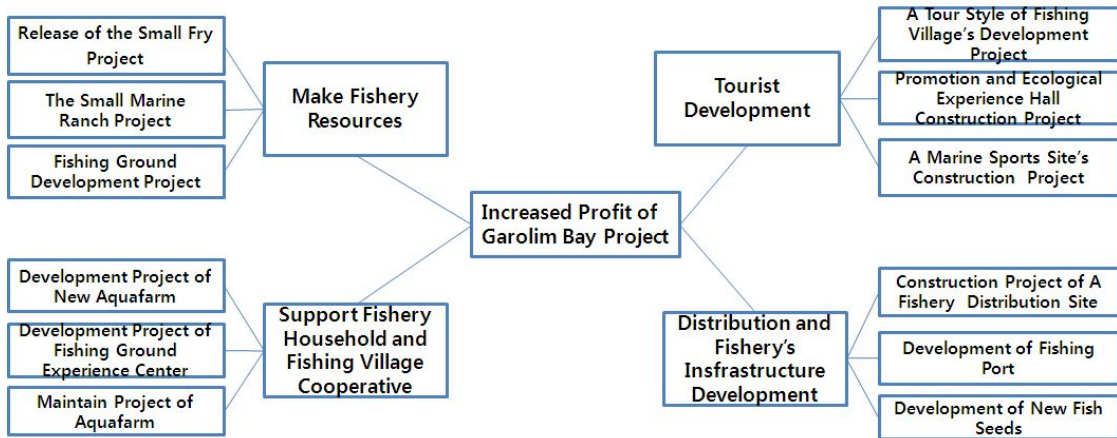 Release of the Small Fry
Project
The Small Marine
Ranch Project
Fishing Ground
Development Project
Make Fishery
Resources
Tourist
Development
A Tour Style of Fishing
Village's Development
Project
Promotion and Ecological
Experience Hall
Construction Project
A Marine Sports Site's
Construction Project
Increased Profit of
Garolim Bay Project
Development Project of
New Aquafarm
Development Project of
Fishing Ground
Experience Center
Maintain Project of
Aquafarm
Support Fishery
Household and
Fishing Village
Cooperative
Distribution and
Fishery's
Insfrastructure
Development
Construction Project of A
Fishery Distribution Site
Development of Fishing
Port
Development of New Fish
Seeds